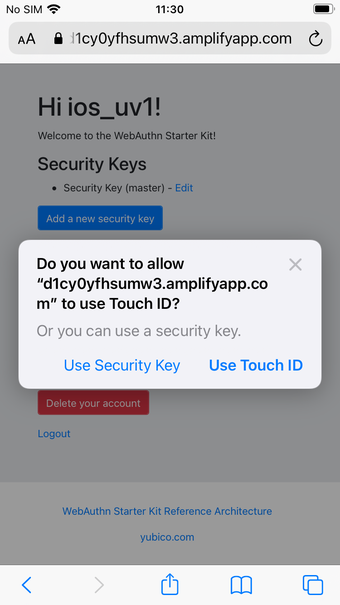 No SIM 11:30
AA d1cy0yfhsumw3.amplifyapp.com
Hi ios_uv1!
Welcome to the WebAuthn Starter Kit!
Security Keys
• Security Key (master) - Edit
Add a new security key
Do you want to allow
“d1cy0yfhsumw3.amplifyapp.co
m” to use Touch ID?
Or you can use a security key.
Use Security Key Use Touch ID
Delete your account
Logout
WebAuthn Starter Kit Reference Architecture
yubico.com